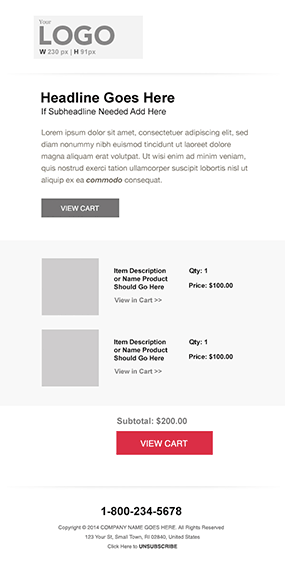 Your
LOGO
W 230 px | H 91px
Headline Goes Here
If Subheadline Needed Add Here
Lorem ipsum dolor sit amet, consectetuer adipiscing elit, sed
diam nonummy nibh euismod tincidunt ut laoreet dolore
magna aliquam erat volutpat. Ut wisi enim ad minim veniam,
quis nostrud exerci tation ullamcorper suscipit lobortis nisl ut
aliquip ex ea commodo consequat.
VIEW CART
Item Description
or Name Product
Should Go Here
View in Cart >>
Qty: 1
Price: $100.00
Item Description
or Name Product
Should Go Here
View in Cart >>
Qty: 1
Price: $100.00
Subtotal: $200.00
VIEW CART
1-800-234-5678
Copyright © 2014 COMPANY NAME GOES HERE. All Rights Reserved
123 Your St, Small Town, RI 02840, United States
Click Here to UNSUBSCRIBE